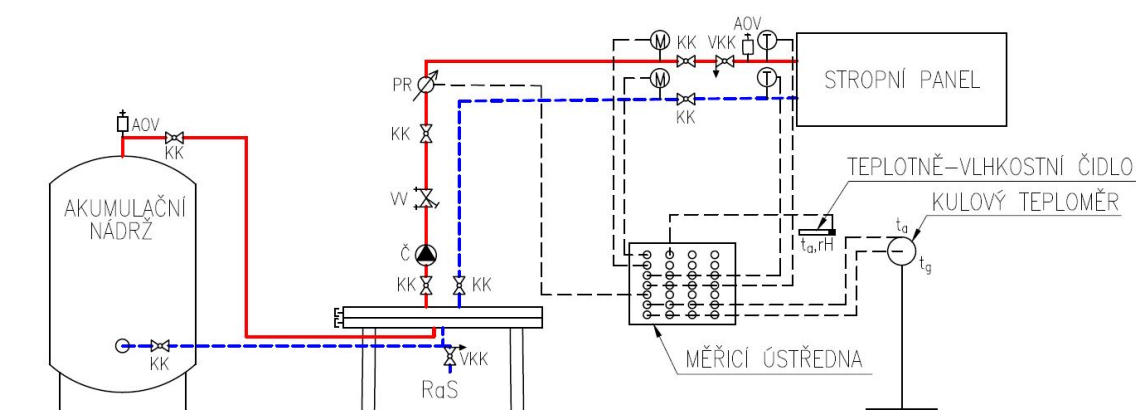 AOV
M
KK
VKK
T
STROPNÍ PANEL
PR
M
T
KK
AOV
KK
KK
TEPLOTNĚ-VLHKOSTNÍ ČIDLO
AKUMULAČNÍ
NÁDRŽ
VV
KULOVÝ TEPLOMĚR
ta
ta,rH
Č
tg
KK
KK
KK
VKK
MĚŘICÍ ÚSTŘEDNA
RaS